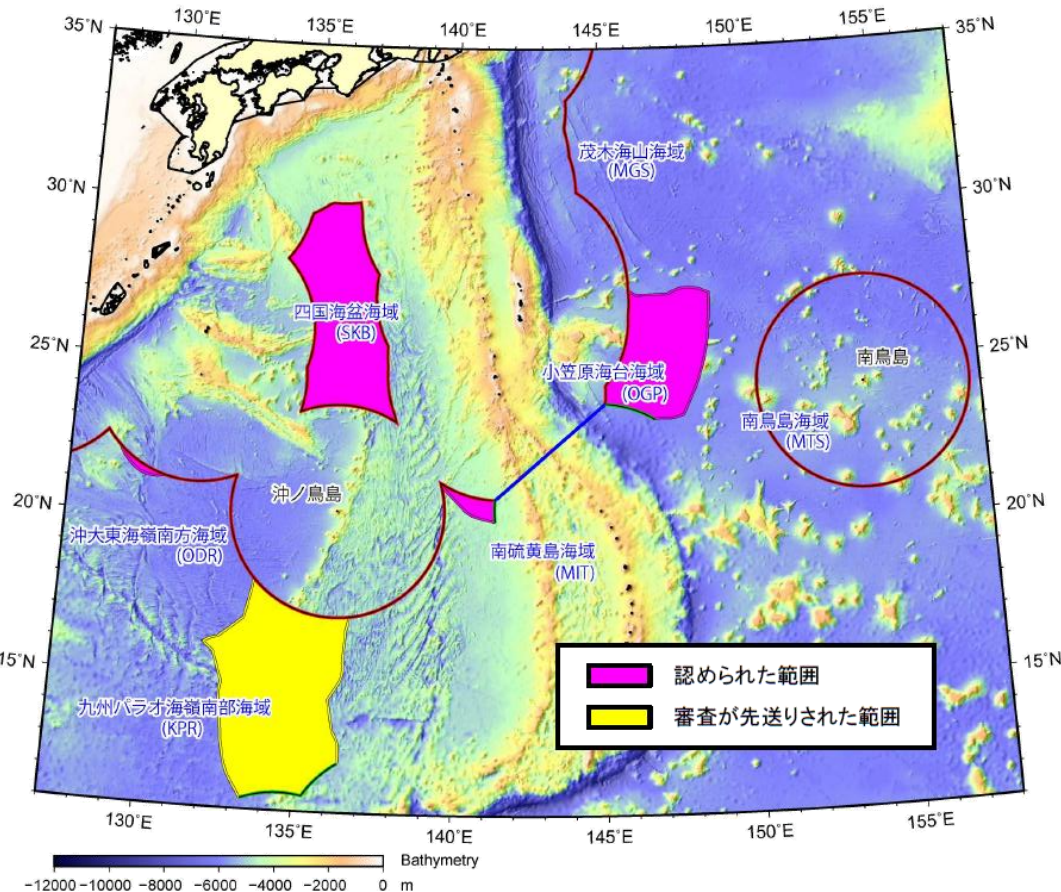 130°E
135°E
140°E
145°E
150°E
155°E
35°N
35°N
茂木海山海域
(MGS)
30°N
30°N
四国海盆海域
(SKB)
25°N
25°N
南鳥島
小笠原海台海域
(OGP)
南鳥島海域
(MTS)
沖ノ鳥島
20°N
20°N
沖大東海嶺南方海域
(ODR)
南硫黄島海域
(MIT)
15°N
15°N
認められた範囲
九州パラオ海嶺南部海域
(KPR)
審査が先送りされた範囲
130°E
135°E
140°E
145°E
150°E
155°E
Bathymetry
−12000 −10000 −8000 −6000 −4000 −2000 0 m